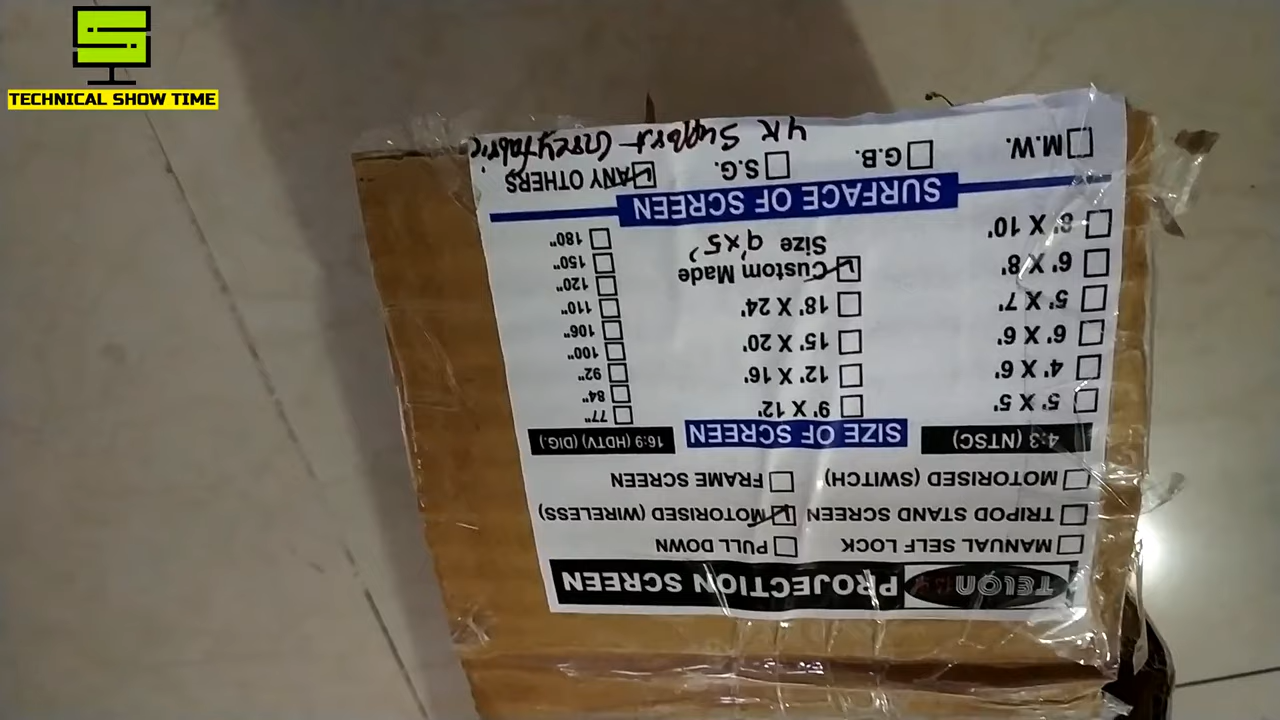 TECHNICAL SHOW TIME
TELON PROJECTION SCREEN
MANUAL SELF LOCK PULL DOWN
TRIPOD STAND SCREEN MOTORISED (WIRELESS)
MOTORISED (SWITCH) FRAME SCREEN
4:3 (NTSC) SIZE OF SCREEN 16:9 (HDTV) (DIG.)
5' X 5' 9' X 12' 77"
84"
4' X 6' 12' X 16' 92"
6' X 6' 15' X 20' 100"
106"
5' X 7' 18' X 24' 110"
6' X 8' Custom Made 120"
150"
8' X 10' Size 9'x5' 180"
SURFACE OF SCREEN
M.W. G.B. S.G. ANY OTHERS
4K Support Grey fabric